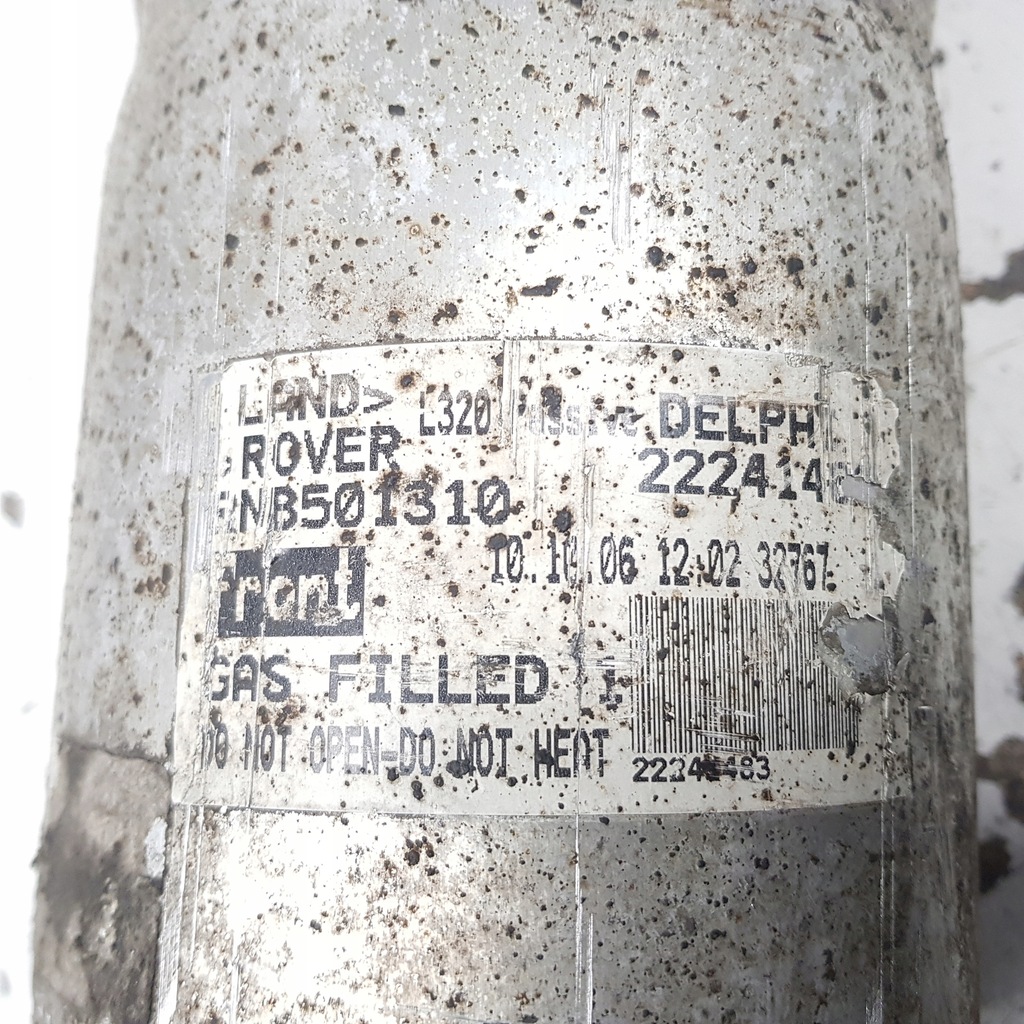 LAND> L320 DELPH
ROVER
222414
RNB501310
10.10.06 12:02 32767
front
GAS FILLED
DO NOT OPEN-DO NOT HEAT